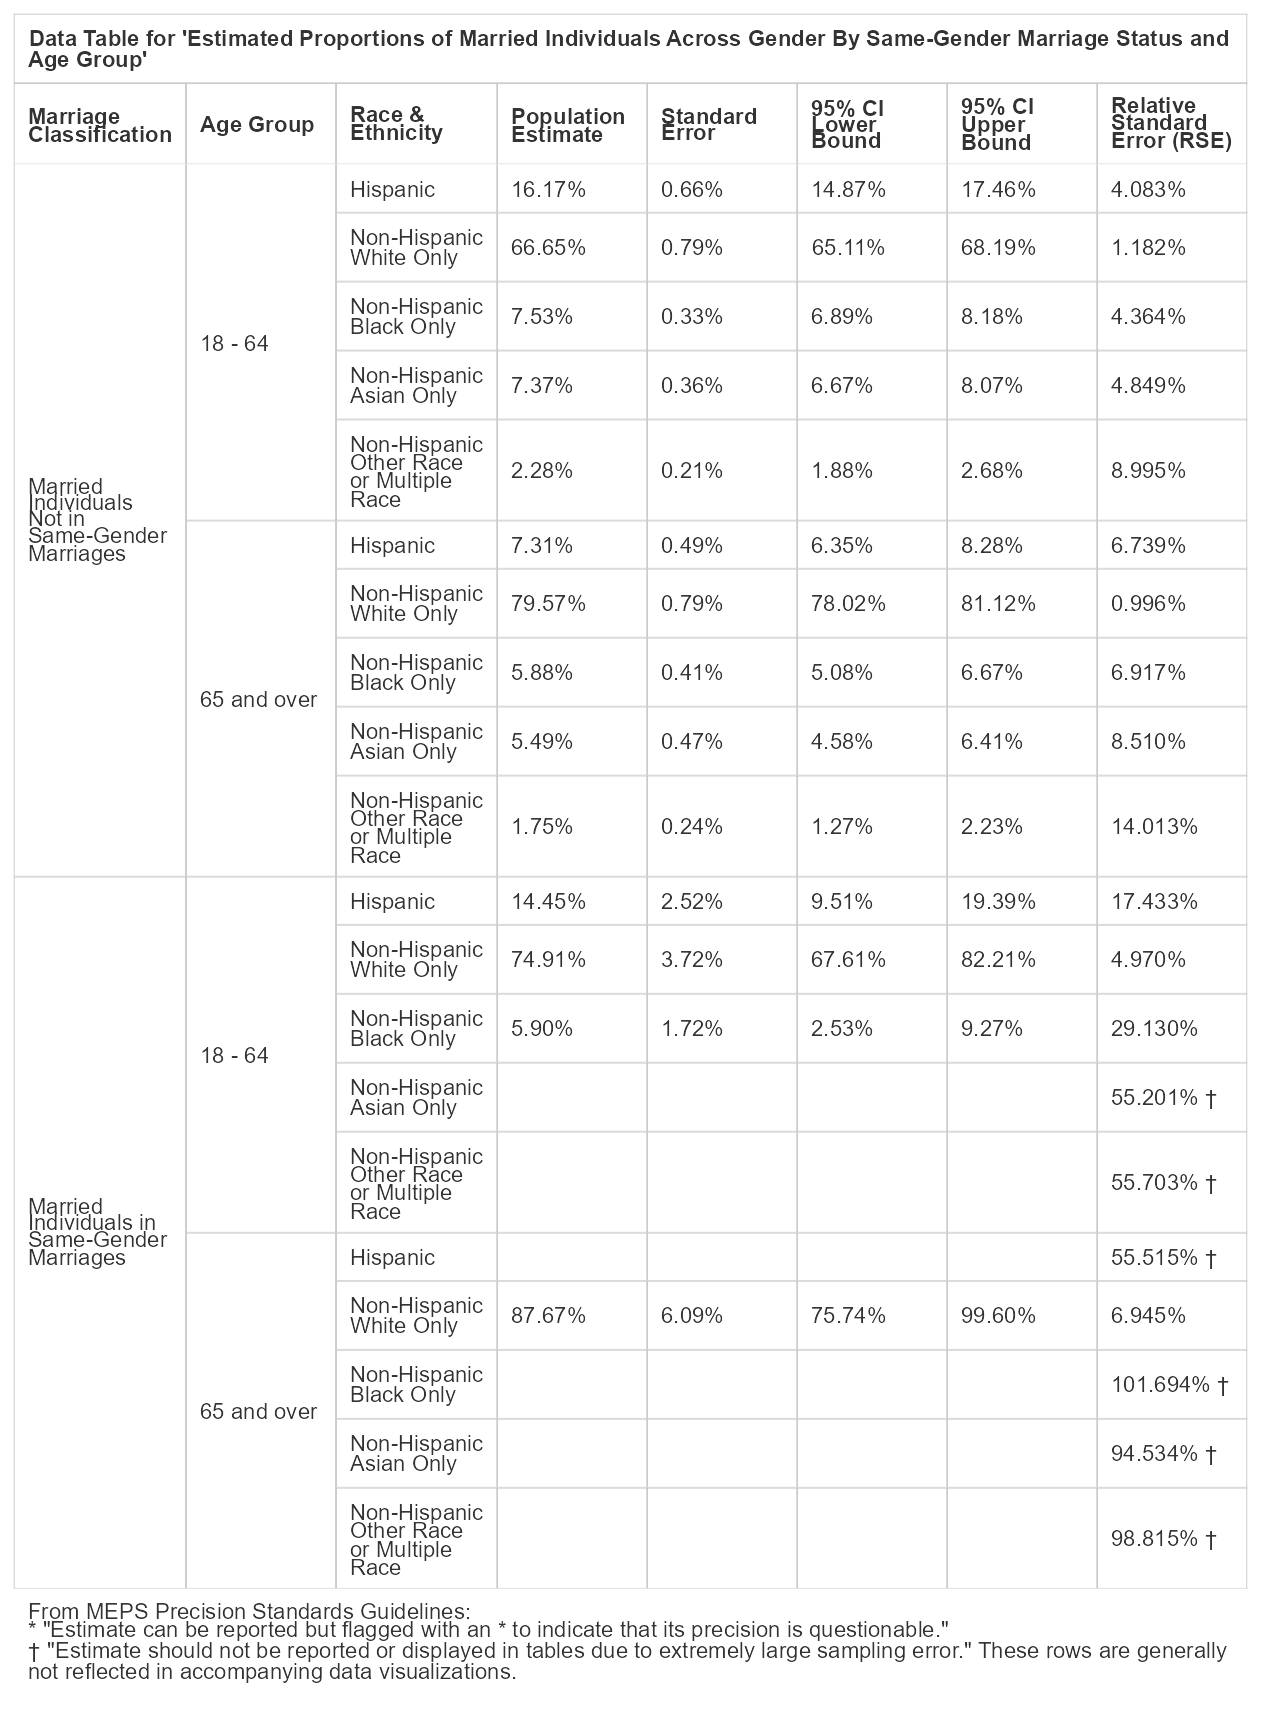 Data Table for 'Estimated Proportions of Married Individuals Across Gender By Same-Gender Marriage Status and
Age Group'
Marriage
Classification
Age Group
Race &
Ethnicity
Population
Estimate
Standard
Error
95% CI
Lower
Bound
95% CI
Upper
Bound
Relative
Standard
Error (RSE)
Married
Individuals
Not in
Same-Gender
Marriages
18 - 64
Hispanic
16.17%
0.66%
14.87%
17.46%
4.083%
Non-Hispanic
White Only
66.65%
0.79%
65.11%
68.19%
1.182%
Non-Hispanic
Black Only
7.53%
0.33%
6.89%
8.18%
4.364%
Non-Hispanic
Asian Only
7.37%
0.36%
6.67%
8.07%
4.849%
Non-Hispanic
Other Race
or Multiple
Race
2.28%
0.21%
1.88%
2.68%
8.995%
65 and over
Hispanic
7.31%
0.49%
6.35%
8.28%
6.739%
Non-Hispanic
White Only
79.57%
0.79%
78.02%
81.12%
0.996%
Non-Hispanic
Black Only
5.88%
0.41%
5.08%
6.67%
6.917%
Non-Hispanic
Asian Only
5.49%
0.47%
4.58%
6.41%
8.510%
Non-Hispanic
Other Race
or Multiple
Race
1.75%
0.24%
1.27%
2.23%
14.013%
Married
Individuals in
Same-Gender
Marriages
18 - 64
Hispanic
14.45%
2.52%
9.51%
19.39%
17.433%
Non-Hispanic
White Only
74.91%
3.72%
67.61%
82.21%
4.970%
Non-Hispanic
Black Only
5.90%
1.72%
2.53%
9.27%
29.130%
Non-Hispanic
Asian Only
55.201% †
Non-Hispanic
Other Race
or Multiple
Race
55.703% †
65 and over
Hispanic
55.515% †
Non-Hispanic
White Only
87.67%
6.09%
75.74%
99.60%
6.945%
Non-Hispanic
Black Only
101.694% †
Non-Hispanic
Asian Only
94.534% †
Non-Hispanic
Other Race
or Multiple
Race
98.815% †
From MEPS Precision Standards Guidelines:
* "Estimate can be reported but flagged with an * to indicate that its precision is questionable."
† "Estimate should not be reported or displayed in tables due to extremely large sampling error." These rows are generally
not reflected in accompanying data visualizations.